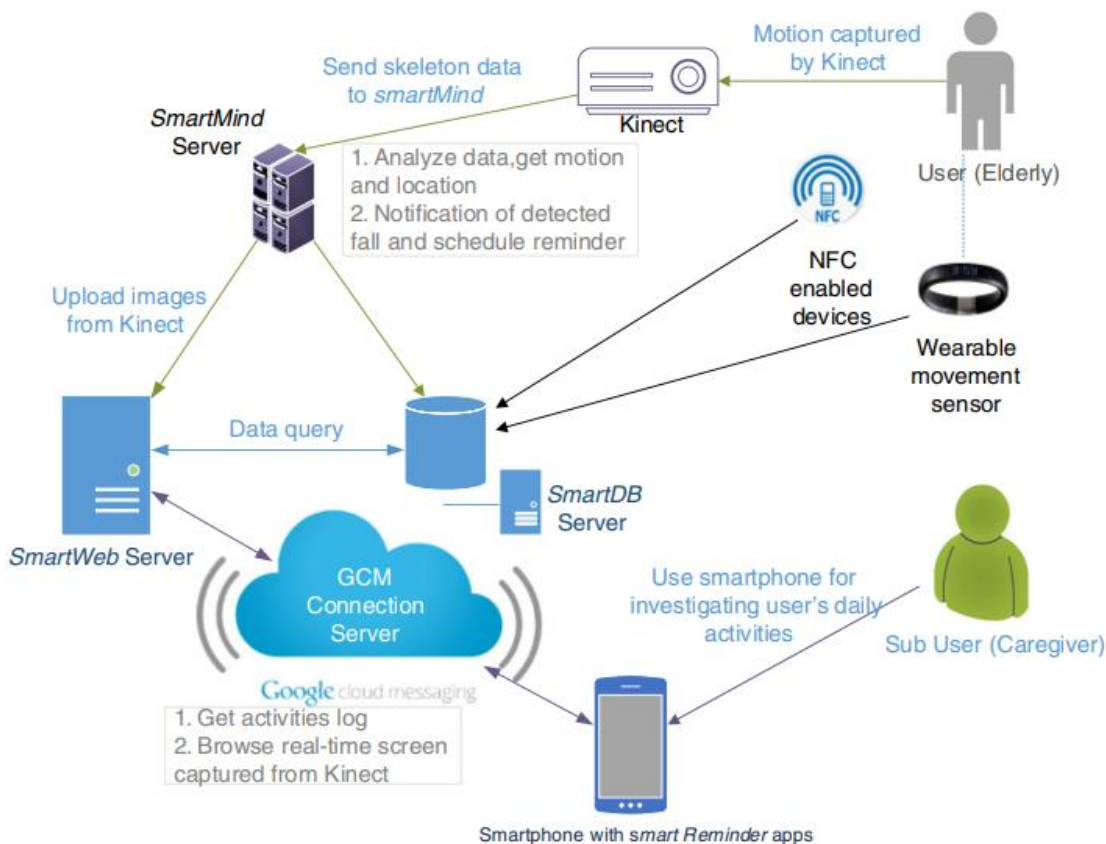 Motion captured
by Kinect
Send skeleton data
to smartMind
Kinect
SmartMind
Server
1. Analyze data,get motion
and location
2. Notification of detected
fall and schedule reminder
User (Elderly)
NFC
NFC
enabled
devices
Wearable
movement
sensor
Upload images
from Kinect
Data query
SmartDB
Server
SmartWeb Server
GCM
Connection
Server
Google cloud messaging
1. Get activities log
2. Browse real-time screen
captured from Kinect
Use smartphone for
investigating user's daily
activities
Sub User (Caregiver)
Smartphone with smart Reminder apps